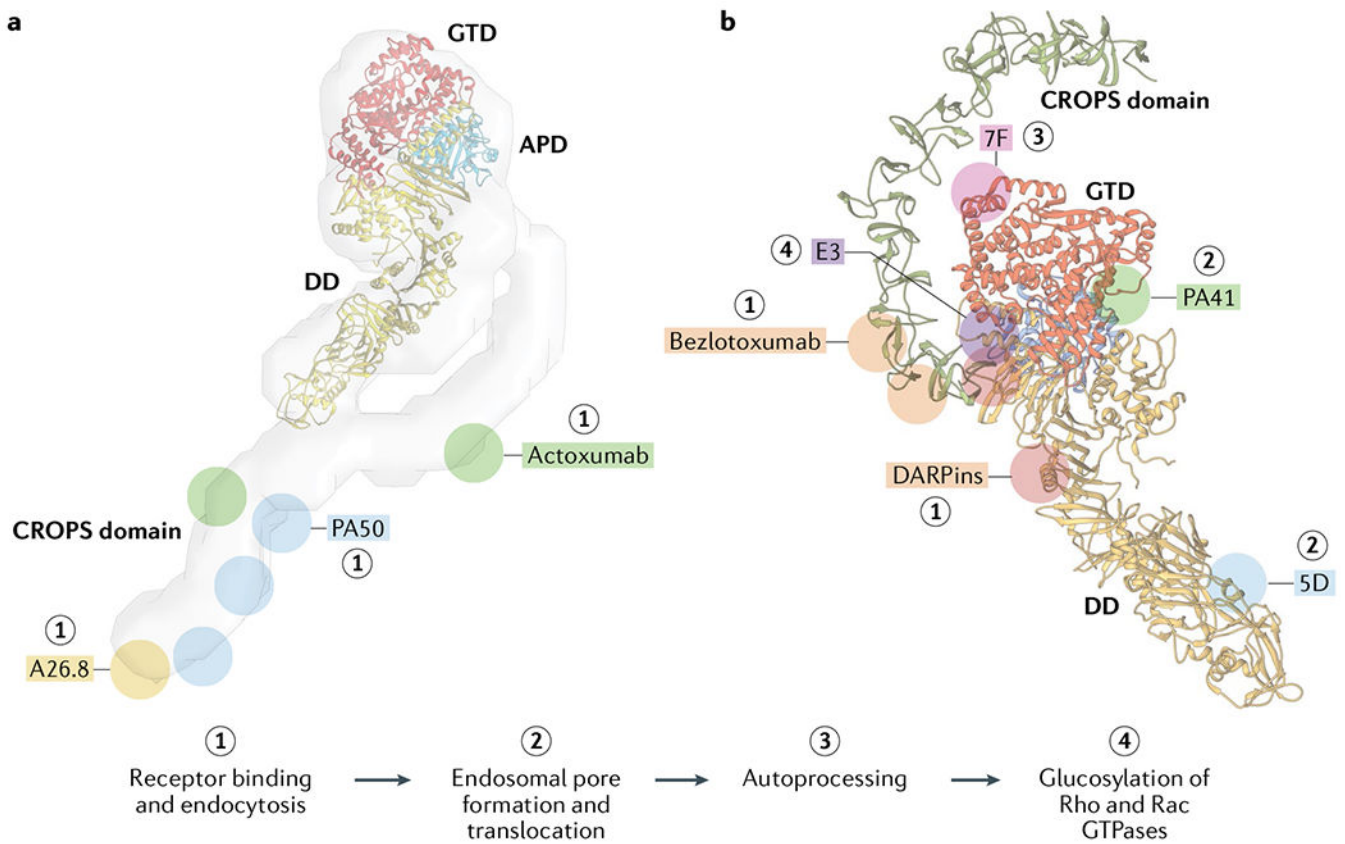 a
GTD
APD
DD
1
Actoxumab
CROPS domain
PA50
1
1
A26.8
b
CROPS domain
7F 3
GTD
4 E3
2
PA41
1
Bezlotoxumab
DARPins
1
2
5D
DD
1
Receptor binding
and endocytosis
2
Endosomal pore
formation and
translocation
3
Autoprocessing
4
Glucosylation of
Rho and Rac
GTPases